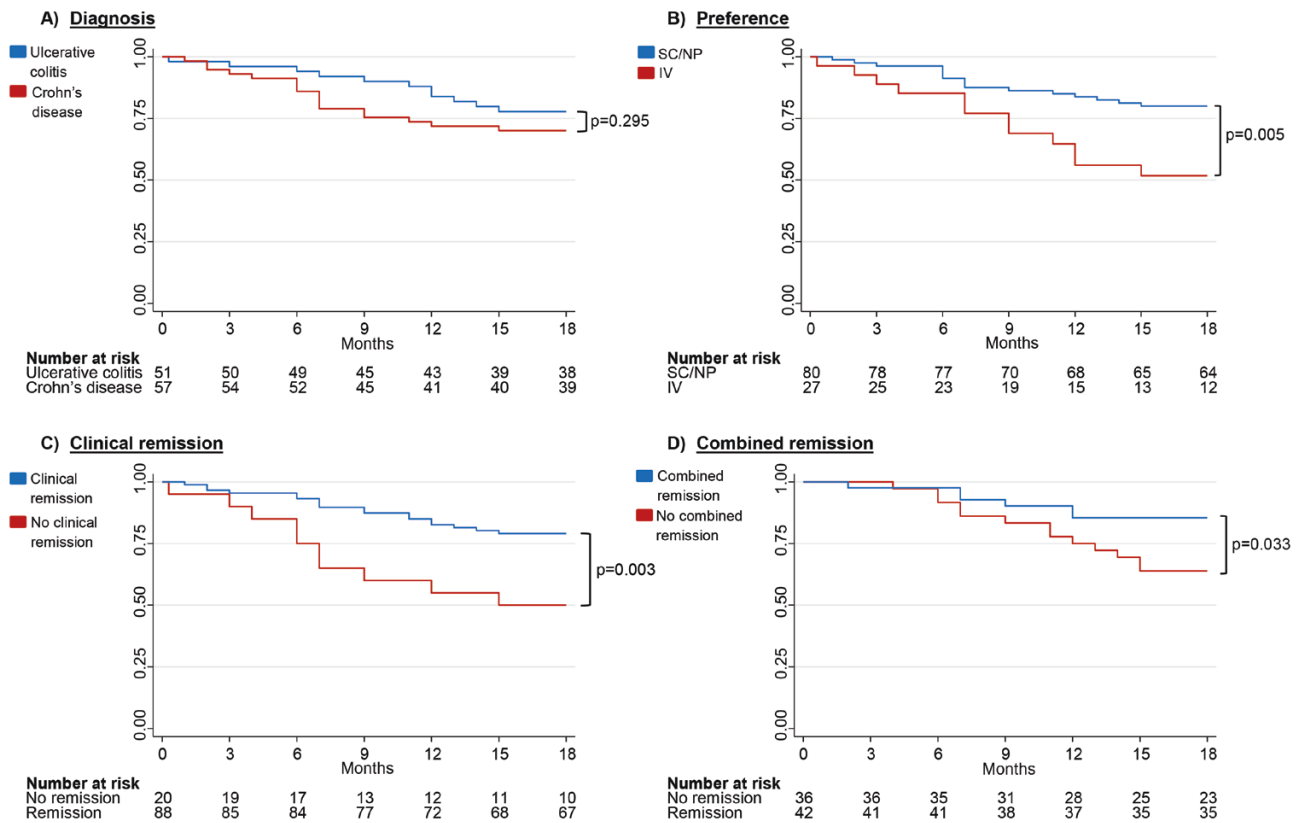 A) Diagnosis
Ulcerative
colitis
Crohn's
disease
1.00
0.75
0.50
0.25
0.00
p=0.295
0 3 6 9 12 15 18
Months
Number at risk
Ulcerative colitis 51 50 49 45 43 39 38
Crohn's disease 57 54 52 45 41 40 39
B) Preference
SC/NP
IV
1.00
0.75
0.50
0.25
0.00
p=0.005
0 3 6 9 12 15 18
Months
Number at risk
SC/NP 80 78 77 70 68 65 64
IV 27 25 23 19 15 13 12
C) Clinical remission
Clinical
remission
No clinical
remission
1.00
0.75
0.50
0.25
0.00
p=0.003
0 3 6 9 12 15 18
Months
Number at risk
No remission 20 19 17 13 12 11 10
Remission 88 85 84 77 72 68 67
D) Combined remission
Combined
remission
No combined
remission
1.00
0.75
0.50
0.25
0.00
p=0.033
0 3 6 9 12 15 18
Months
Number at risk
No remission 36 36 35 31 28 25 23
Remission 42 41 41 38 37 35 35